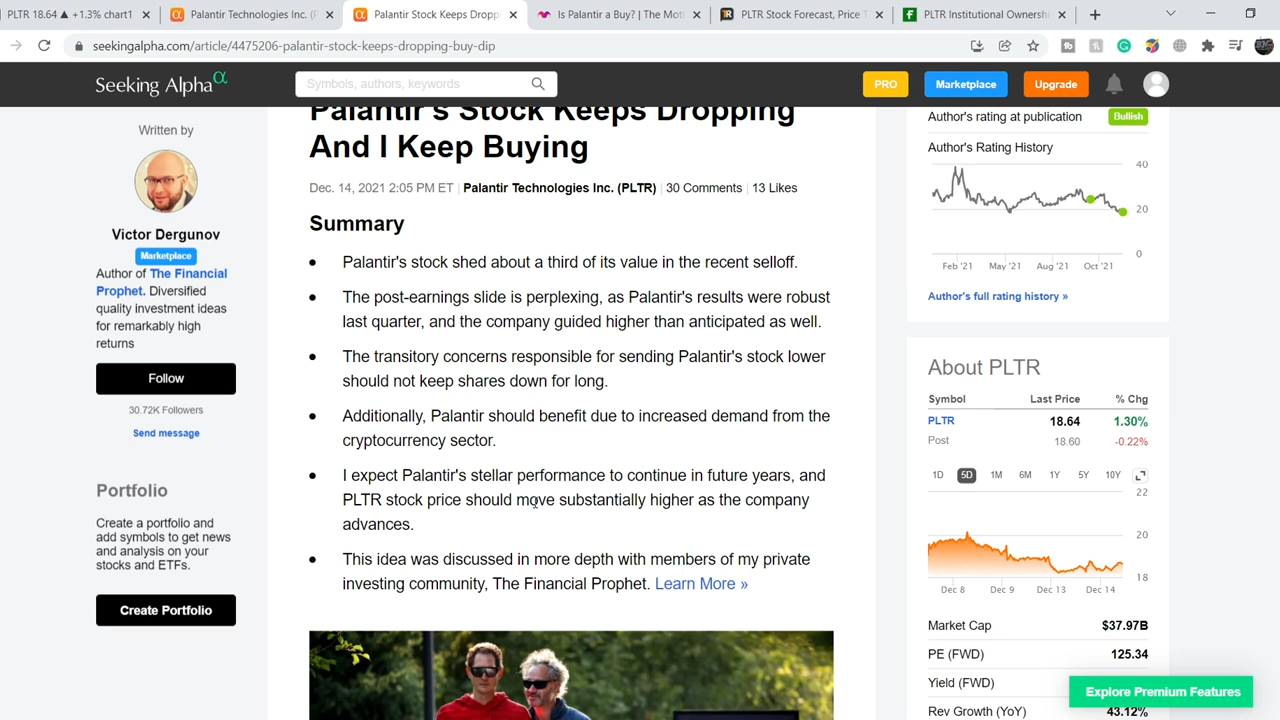 PLTR 18.64 ▲ +1.3% chart1
Palantir Technologies Inc. (P
Palantir Stock Keeps Droppi
Is Palantir a Buy? | The Motl
PLTR Stock Forecast, Price T
PLTR Institutional Ownershi
seekingalpha.com/article/4475206-palantir-stock-keeps-dropping-buy-dip
Seeking Alpha α
Symbols, authors, keywords
PRO
Marketplace
Upgrade
Written by
Victor Dergunov
Marketplace
Author of The Financial
Prophet. Diversified
quality investment ideas
for remarkably high
returns
Follow
30.72K Followers
Send message
Portfolio
Create a portfolio and
add symbols to get news
and analysis on your
stocks and ETFs.
Create Portfolio
Palantir's Stock Keeps Dropping
And I Keep Buying
Dec. 14, 2021 2:05 PM ET | Palantir Technologies Inc. (PLTR) | 30 Comments | 13 Likes
Summary
• Palantir's stock shed about a third of its value in the recent selloff.
• The post-earnings slide is perplexing, as Palantir's results were robust
last quarter, and the company guided higher than anticipated as well.
• The transitory concerns responsible for sending Palantir's stock lower
should not keep shares down for long.
• Additionally, Palantir should benefit due to increased demand from the
cryptocurrency sector.
• I expect Palantir's stellar performance to continue in future years, and
PLTR stock price should move substantially higher as the company
advances.
• This idea was discussed in more depth with members of my private
investing community, The Financial Prophet. Learn More »
Author's rating at publication Bullish
Author's Rating History
40
20
0
Feb '21 May '21 Aug '21 Oct '21
Author's full rating history »
About PLTR
Symbol Last Price % Chg
PLTR 18.64 1.30%
Post 18.60 -0.22%
1D 5D 1M 6M 1Y 5Y 10Y
22
20
18
Dec 8 Dec 9 Dec 13 Dec 14
Market Cap $37.97B
PE (FWD) 125.34
Yield (FWD)
Explore Premium Features
Rev Growth (YoY) 43.12%